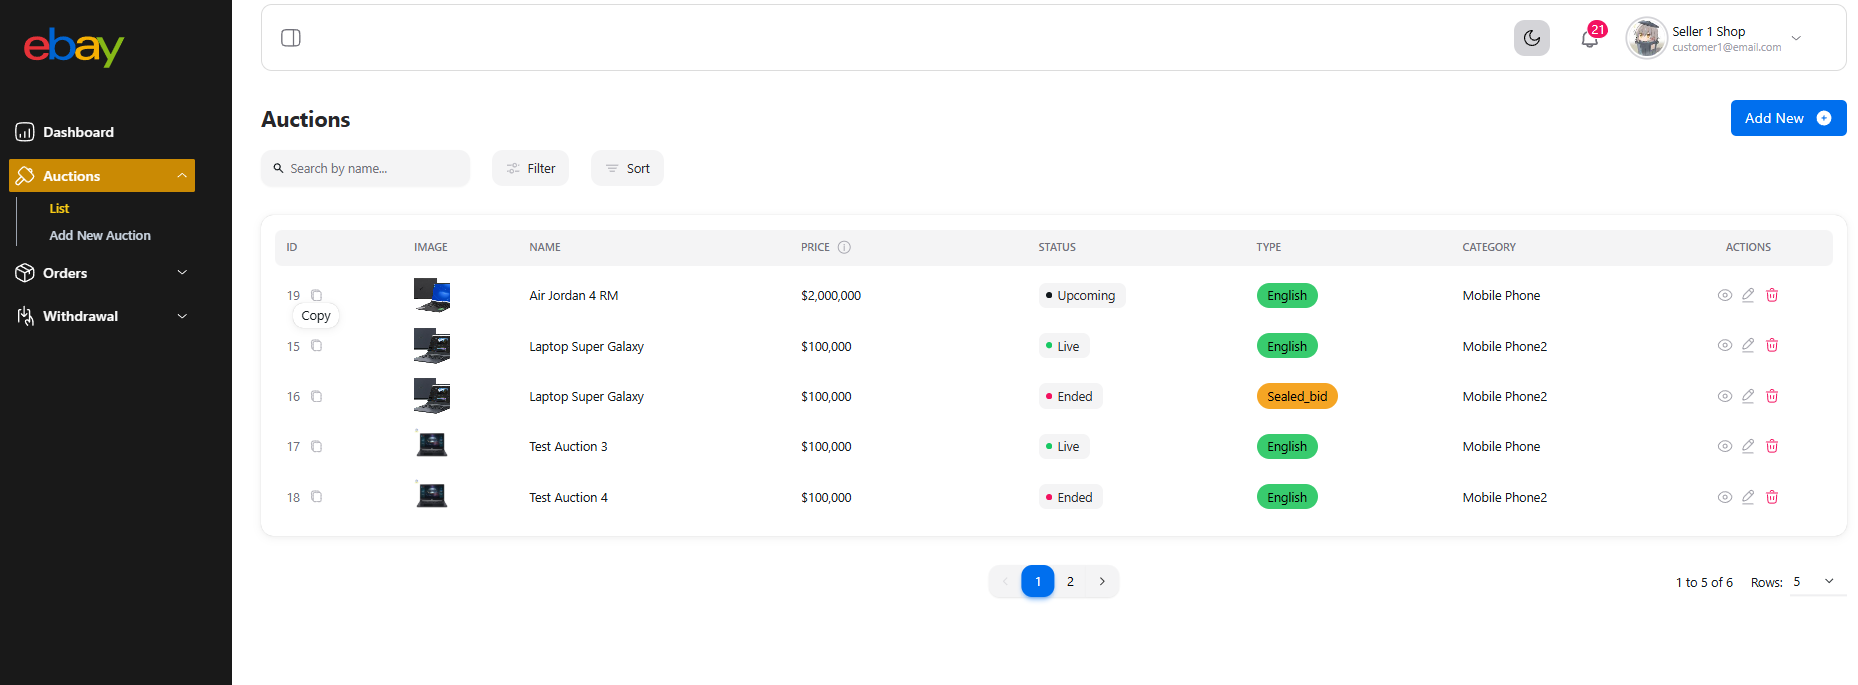 ebay
21
Seller 1 Shop
customer1@email.com
Dashboard
Auctions
List
Add New Auction
Orders
Withdrawal
Auctions
Add New
Search by name...
Filter
Sort
ID IMAGE NAME PRICE STATUS TYPE CATEGORY ACTIONS
19 Air Jordan 4 RM $2,000,000 Upcoming English Mobile Phone
Copy
15 Laptop Super Galaxy $100,000 Live English Mobile Phone2
16 Laptop Super Galaxy $100,000 Ended Sealed_bid Mobile Phone2
17 Test Auction 3 $100,000 Live English Mobile Phone
18 Test Auction 4 $100,000 Ended English Mobile Phone2
1 2
1 to 5 of 6 Rows: 5